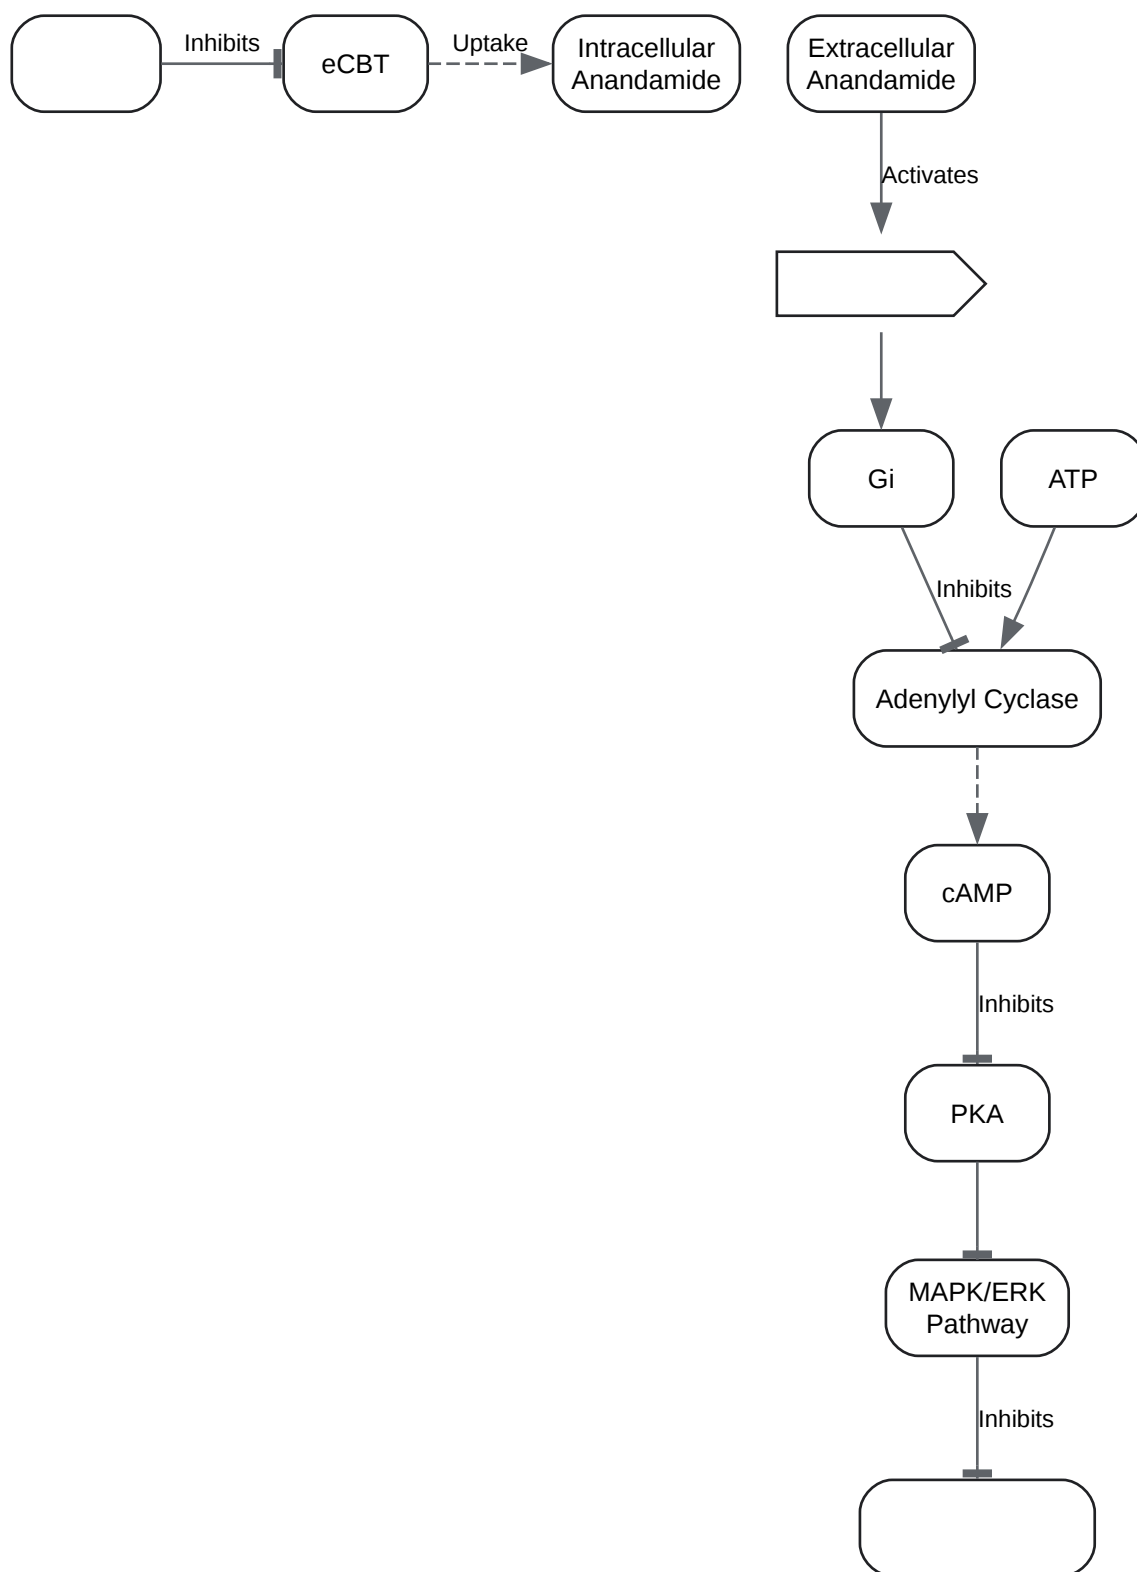 Inhibits
eCBT
Uptake
Intracellular
Anandamide
Extracellular
Anandamide
Activates
Gi
ATP
Inhibits
Adenylyl Cyclase
cAMP
Inhibits
PKA
MAPK/ERK
Pathway
Inhibits